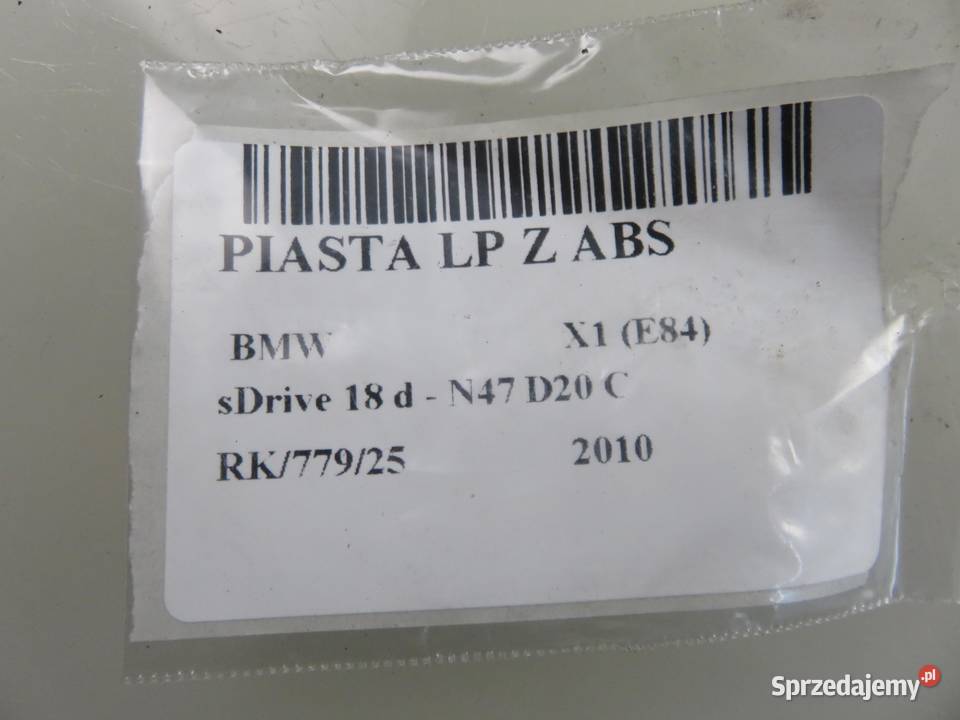 PIASTA LP Z ABS
BMW X1 (E84)
sDrive 18 d - N47 D20 C
RK/779/25 2010
Sprzedajemy.pl